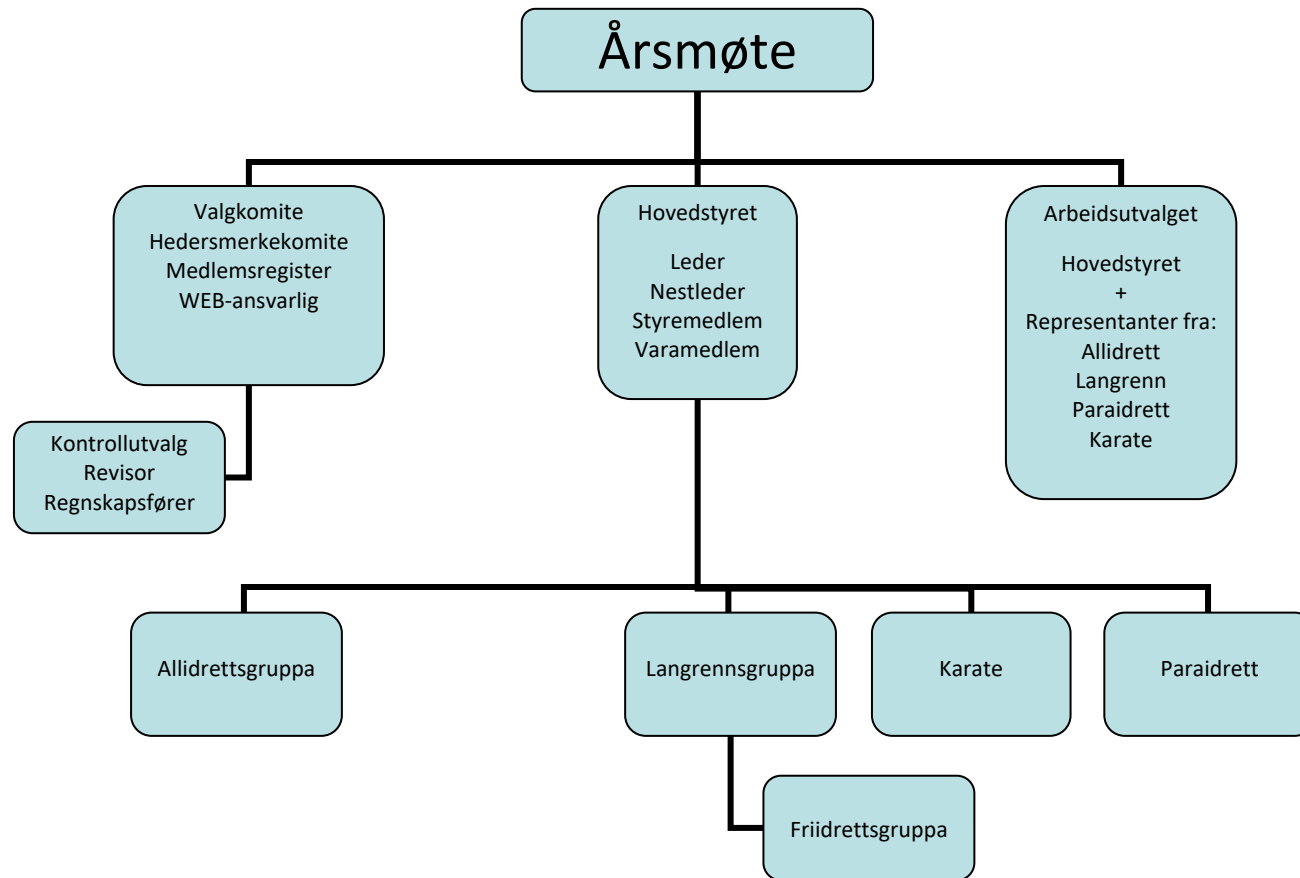 Årsmøte
Valgkomite
Hedersmerkekomite
Medlemsregister
WEB-ansvarlig
Hovedstyret
Leder
Nestleder
Styremedlem
Varamedlem
Arbeidsutvalget
Hovedstyret
+
Representanter fra:
Allidrett
Langrenn
Paraidrett
Karate
Kontrollutvalg
Revisor
Regnskapsfører
Allidrettsgruppa
Langrennsgruppa
Karate
Paraidrett
Friidrettsgruppa